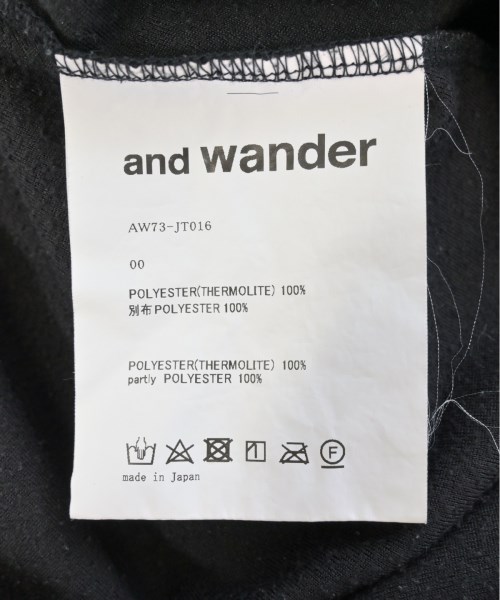 and wander
AW73-JT016
00
POLYESTER(THERMOLITE) 100%
別布 POLYESTER 100%
POLYESTER(THERMOLITE) 100%
partly POLYESTER 100%
F
made in Japan